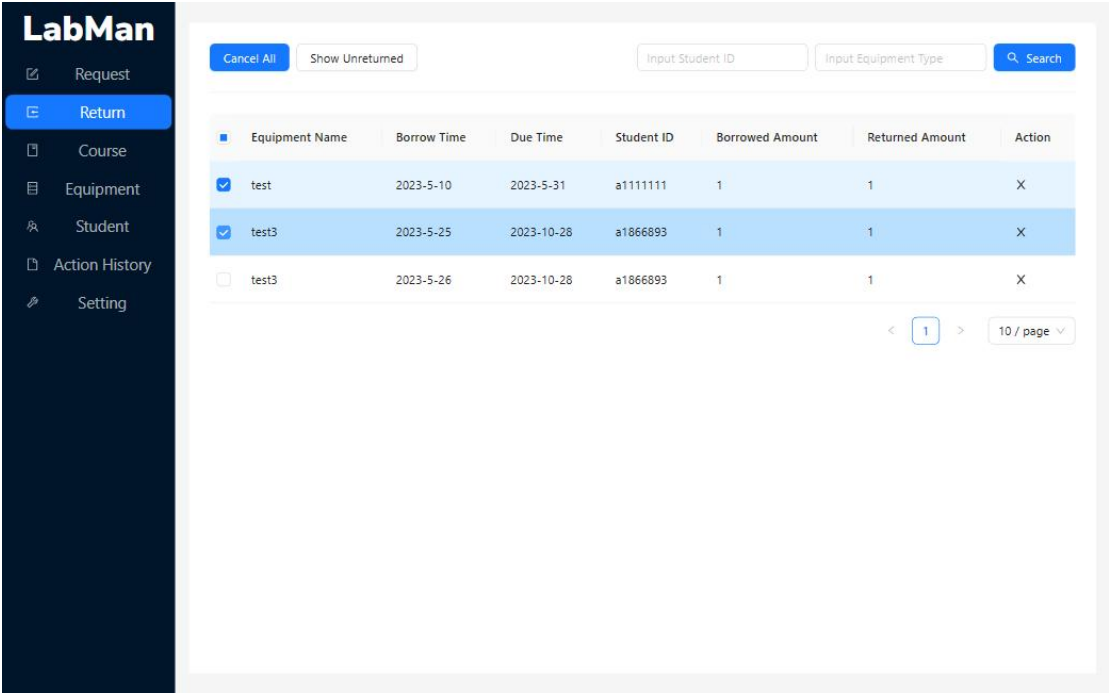 LabMan
Request
Return
Course
Equipment
Student
Action History
Setting
Cancel All Show Unreturned Input Student ID Input Equipment Type Search
Equipment Name Borrow Time Due Time Student ID Borrowed Amount Returned Amount Action
test 2023-5-10 2023-5-31 a1111111 1 1 X
test3 2023-5-25 2023-10-28 a1866893 1 1 X
test3 2023-5-26 2023-10-28 a1866893 1 1 X
< 1 > 10 / page